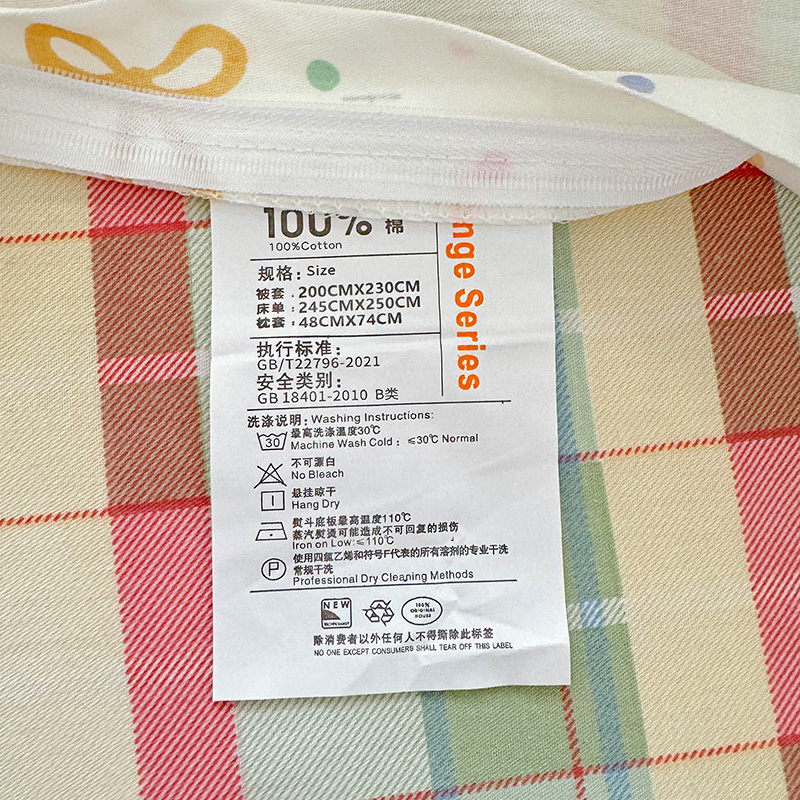 100% 棉
100%Cotton
规格: Size
被套 : 200CMX230CM
床单 : 245CMX250CM
枕套 : 48CMX74CM
执行标准:
GB/T22796-2021
安全类别:
GB 18401-2010 B类
nge Series
洗涤说明: Washing Instructions:
30
最高洗涤温度30℃
Machine Wash Cold : ≤30℃ Normal
不可漂白
No Bleach
悬挂晾干
Hang Dry
熨斗底板最高温度110℃
蒸汽熨烫可能造成不可回复的损伤
Iron on Low:≤110℃
P
使用四氯乙烯和符号F代表的所有溶剂的专业干洗
常规干洗
Professional Dry Cleaning Methods
NEW
100%
ORIGINAL
除消费者以外任何人不得撕除此标签
NO ONE EXCEPT CONSUMERS SHALL TEAR OFF THIS LABEL